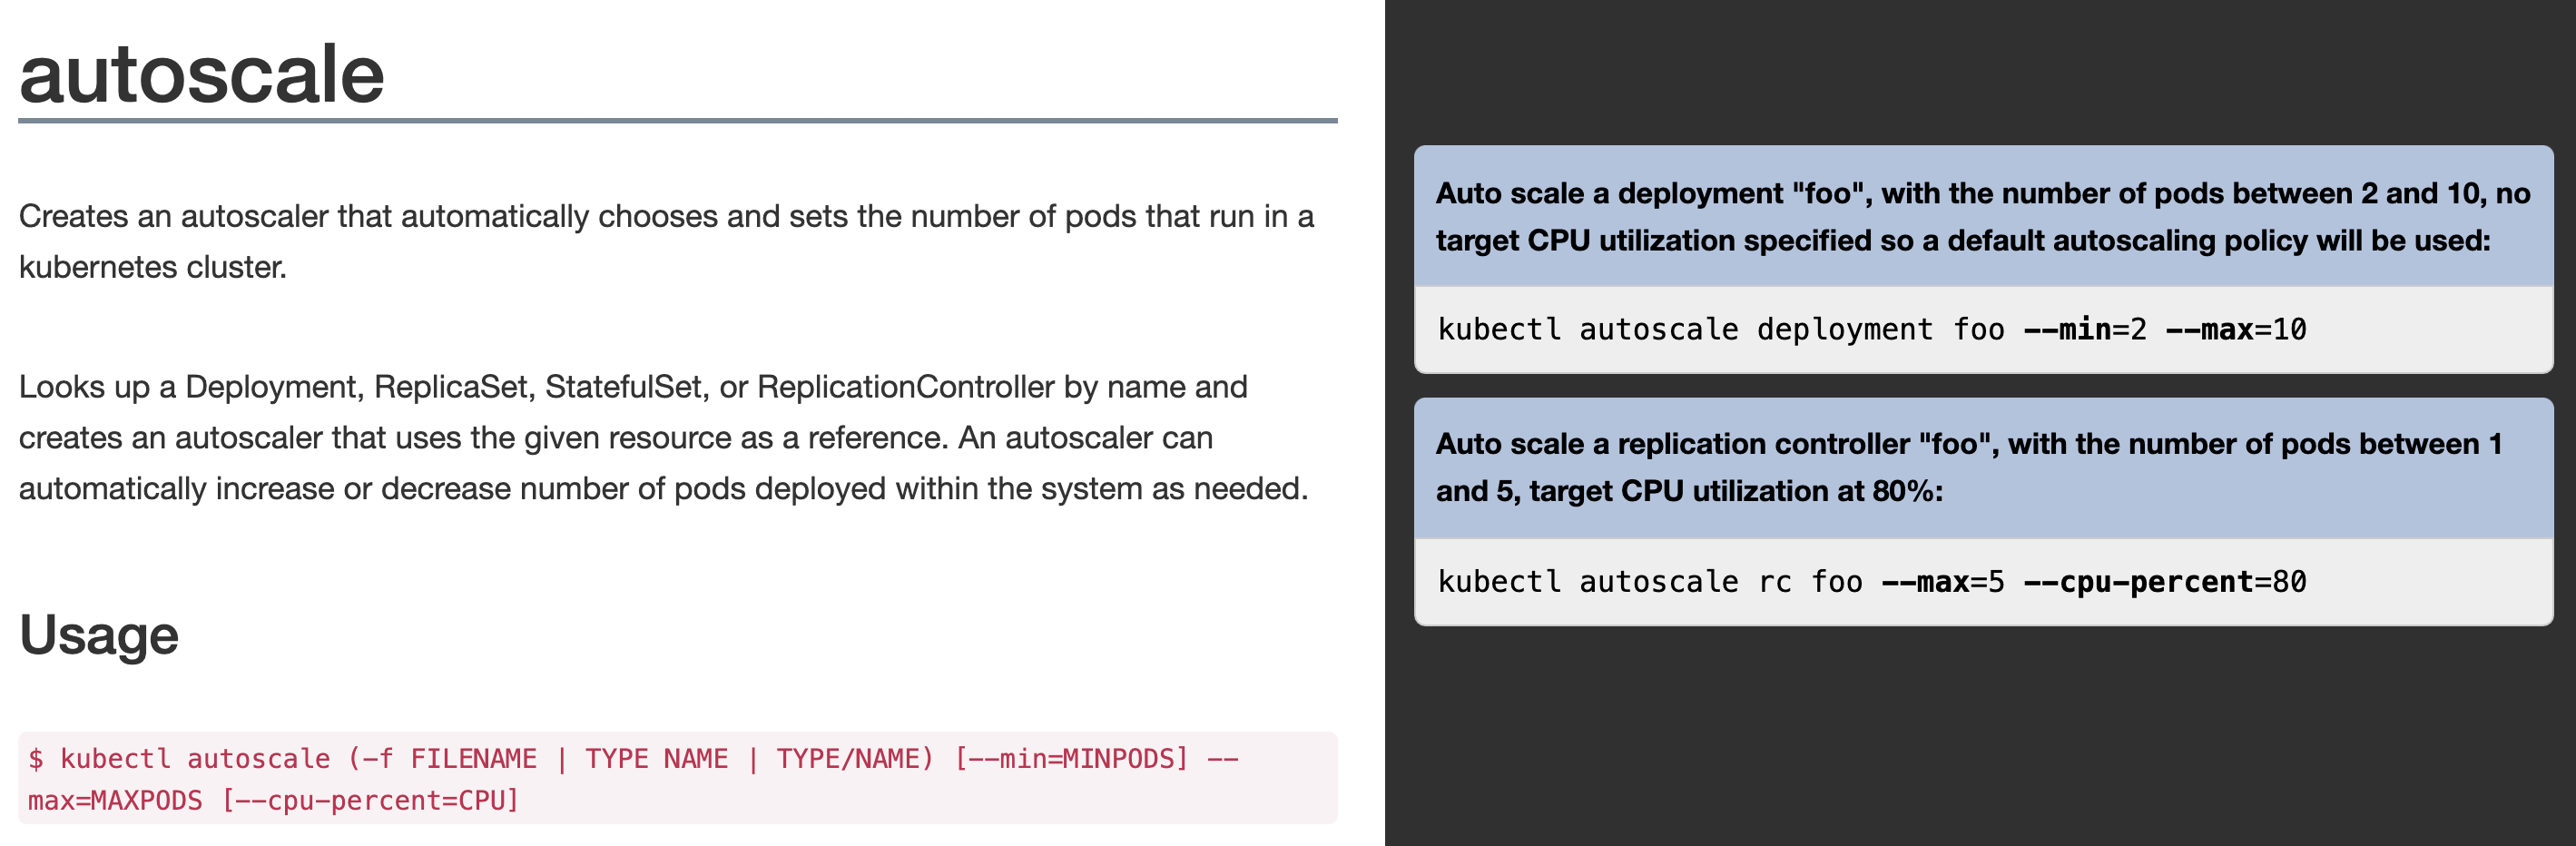 autoscale
Creates an autoscaler that automatically chooses and sets the number of pods that run in a
kubernetes cluster.
Looks up a Deployment, ReplicaSet, StatefulSet, or ReplicationController by name and
creates an autoscaler that uses the given resource as a reference. An autoscaler can
automatically increase or decrease number of pods deployed within the system as needed.
Usage
$ kubectl autoscale (-f FILENAME | TYPE NAME | TYPE/NAME) [--min=MINPODS] --
max=MAXPODS [--cpu-percent=CPU]
Auto scale a deployment "foo", with the number of pods between 2 and 10, no
target CPU utilization specified so a default autoscaling policy will be used:
kubectl autoscale deployment foo --min=2 --max=10
Auto scale a replication controller "foo", with the number of pods between 1
and 5, target CPU utilization at 80%:
kubectl autoscale rc foo --max=5 --cpu-percent=80